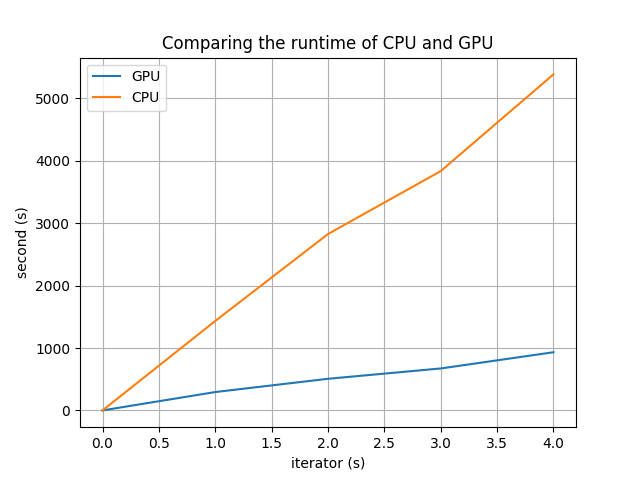 Comparing the runtime of CPU and GPU
GPU
CPU
second (s)
5000
4000
3000
2000
1000
0
0.0 0.5 1.0 1.5 2.0 2.5 3.0 3.5 4.0
iterator (s)